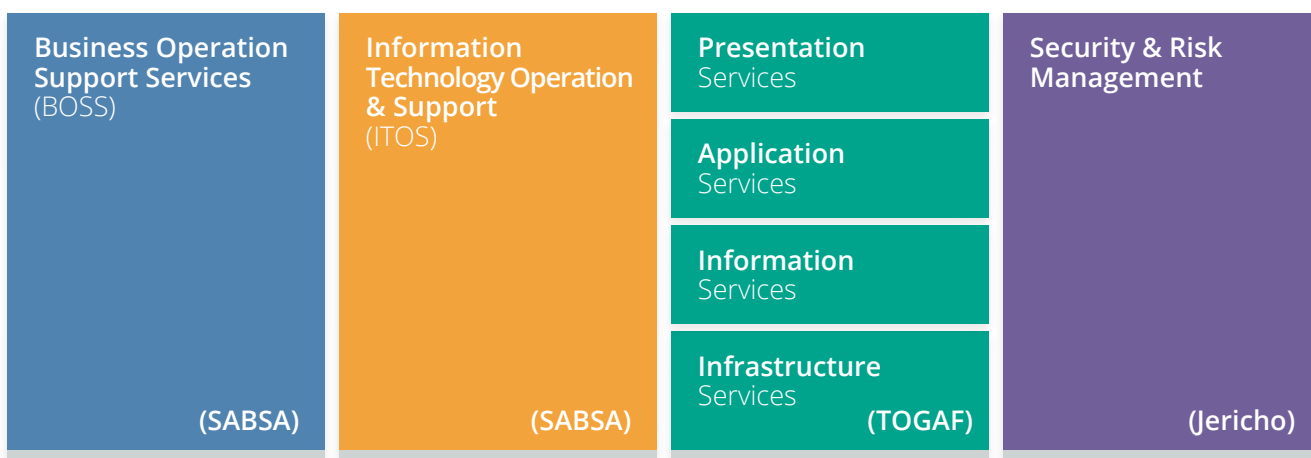 Business Operation
Support Services
(BOSS)
(SABSA)
Information
Technology Operation
& Support
(ITOS)
(SABSA)
Presentation
Services
Application
Services
Information
Services
Infrastructure
Services
(TOGAF)
Security & Risk
Management
(Jericho)